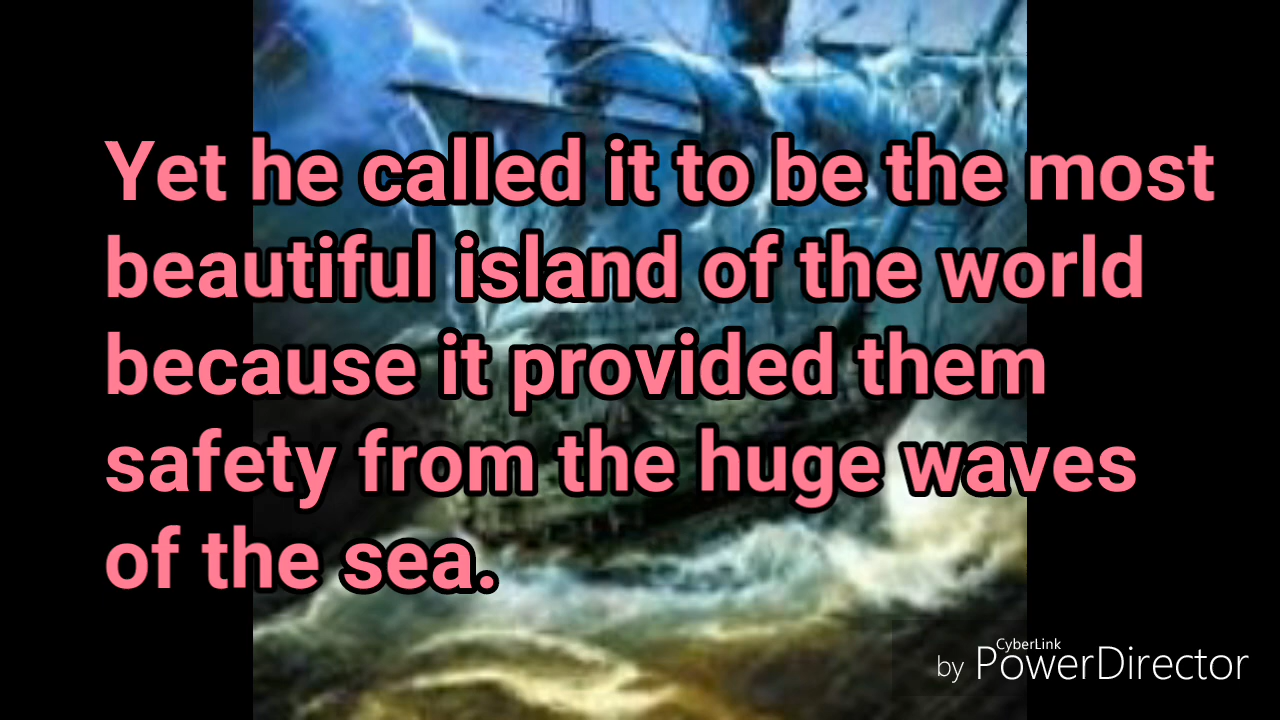 Yet he called it to be the most
beautiful island of the world
because it provided them
safety from the huge waves
of the sea.
CyberLink
by PowerDirector